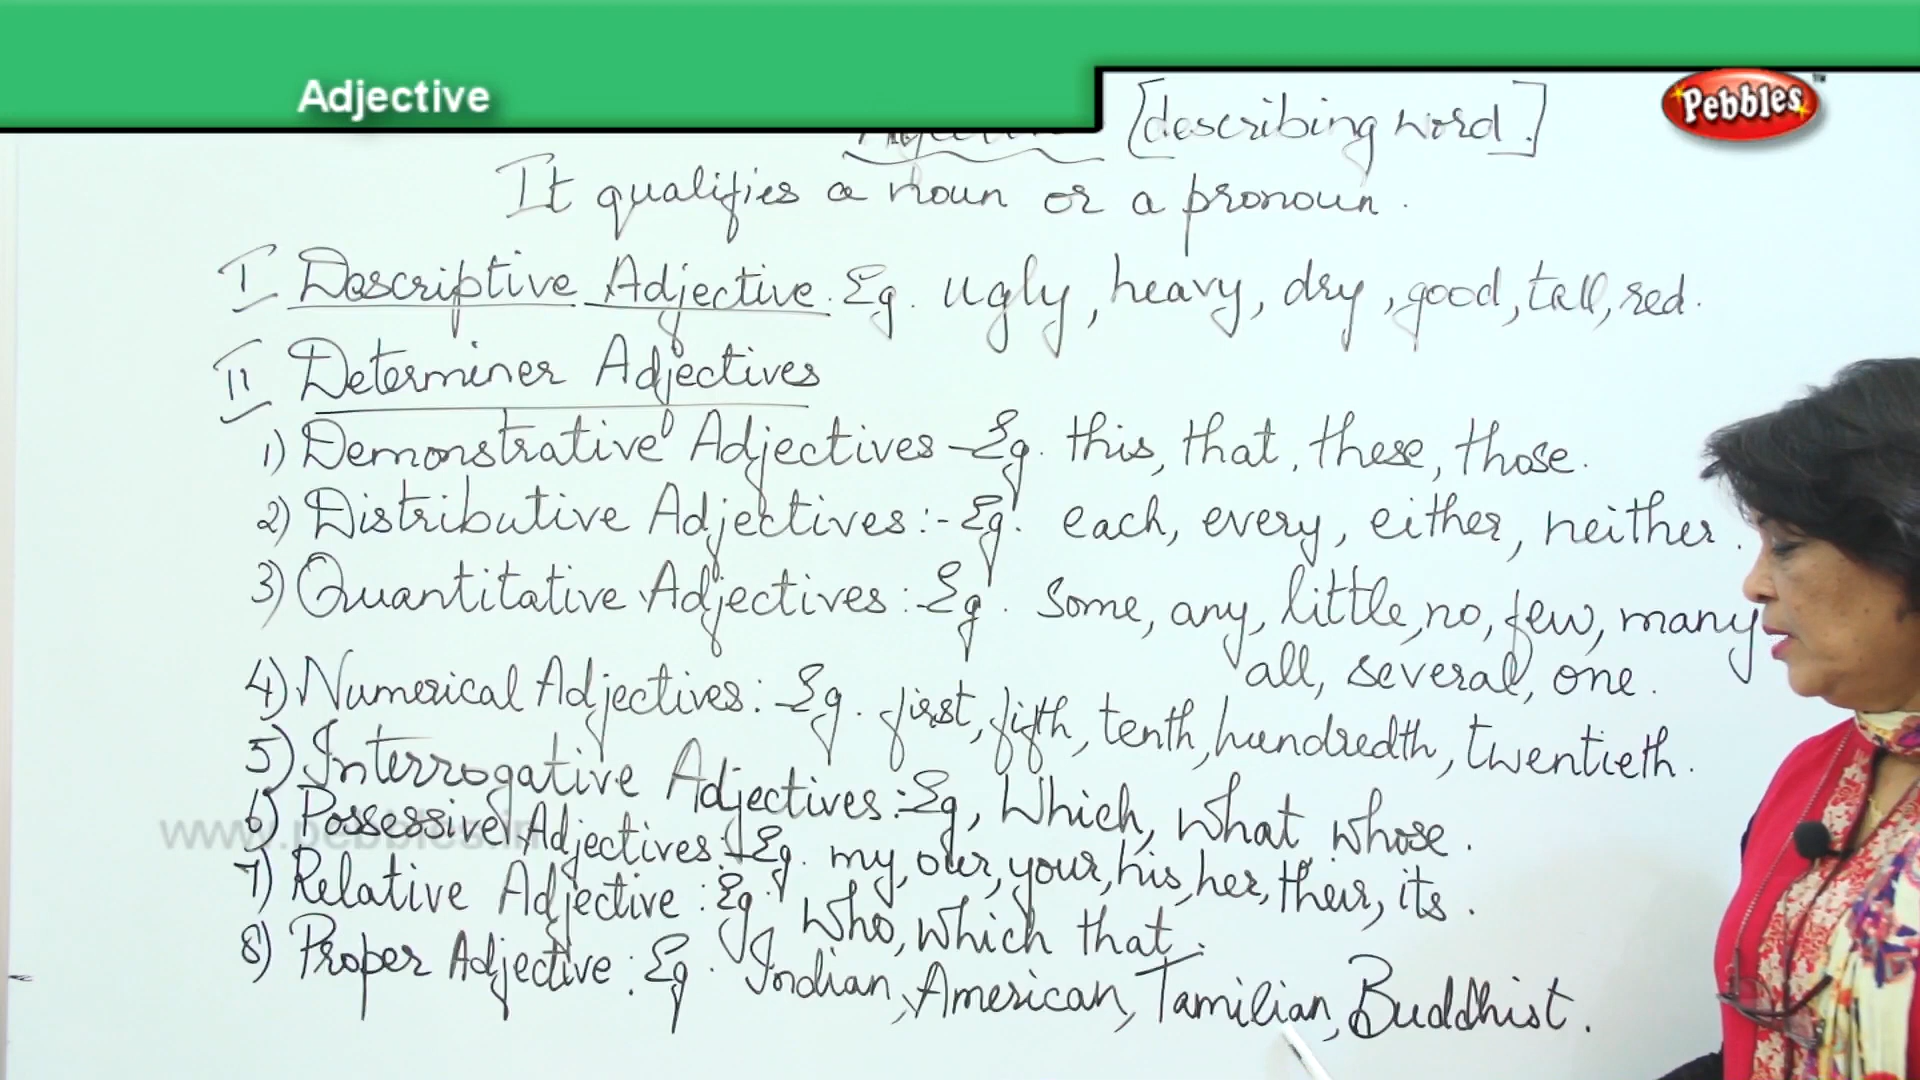 Adjective
Pebbles™
[describing word.]
It qualifies a noun or a pronoun.
I Descriptive Adjective. Eg. ugly, heavy, dry, good, tall, red.
II Determiner Adjectives
1) Demonstrative Adjectives - Eg. this, that, these, those.
2) Distributive Adjectives :- Eg. each, every, either, neither.
3) Quantitative Adjectives : Eg. Some, any, little, no, few, many
all, several, one.
4) Numerical Adjectives : Eg. first, fifth, tenth, hundredth, twentieth.
5) Interrogative Adjectives :- Eg, Which, what whose.
6) Possessive Adjectives :- Eg. my, our, your, his, her, their, its.
7) Relative Adjective : Eg. Who, which that.
8) Proper Adjective : Eg. Indian, American, Tamilian, Buddhist.